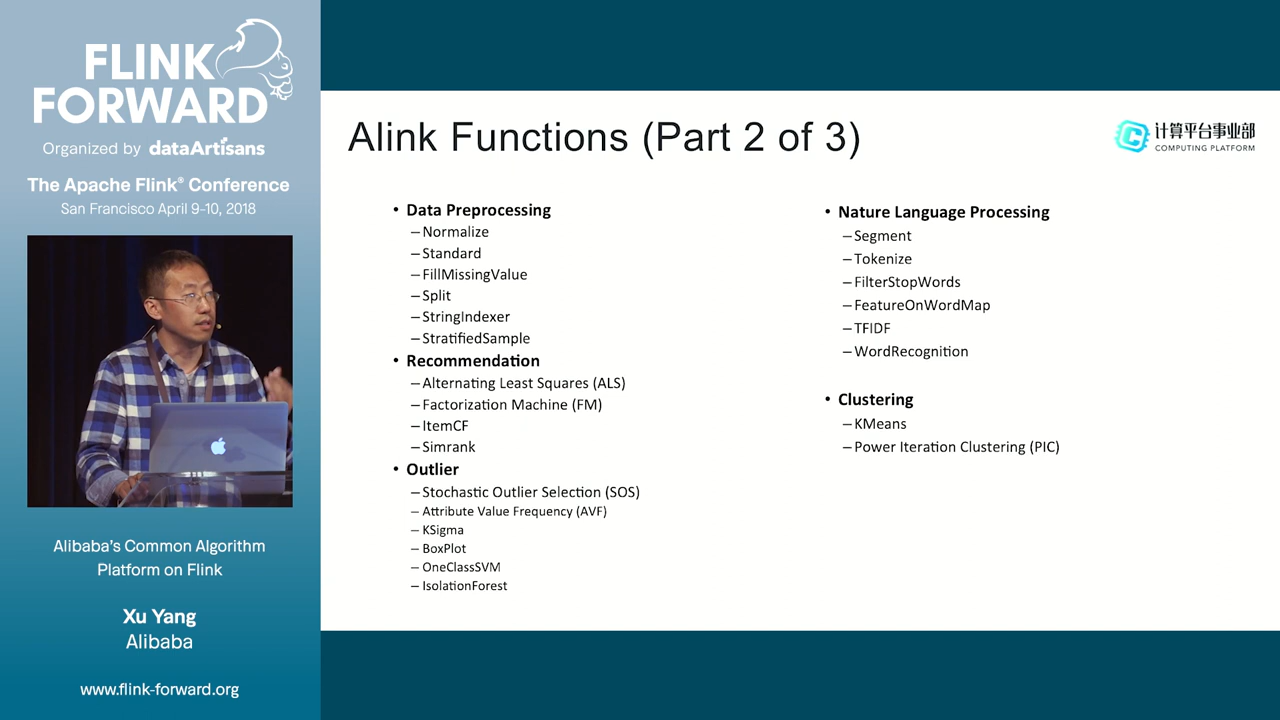 FLINK
FORWARD
Organized by dataArtisans
The Apache Flink® Conference
San Francisco April 9-10, 2018
Alibaba's Common Algorithm
Platform on Flink
Xu Yang
Alibaba
www.flink-forward.org
Alink Functions (Part 2 of 3)
计算平台事业部
COMPUTING PLATFORM
• Data Preprocessing
–Normalize
–Standard
–FillMissingValue
–Split
–StringIndexer
–StratifiedSample
• Recommendation
–Alternating Least Squares (ALS)
–Factorization Machine (FM)
–ItemCF
–Simrank
• Outlier
–Stochastic Outlier Selection (SOS)
– Attribute Value Frequency (AVF)
– KSigma
– BoxPlot
– OneClassSVM
– IsolationForest
• Nature Language Processing
–Segment
–Tokenize
–FilterStopWords
–FeatureOnWordMap
–TFIDF
–WordRecognition
• Clustering
–KMeans
–Power Iteration Clustering (PIC)